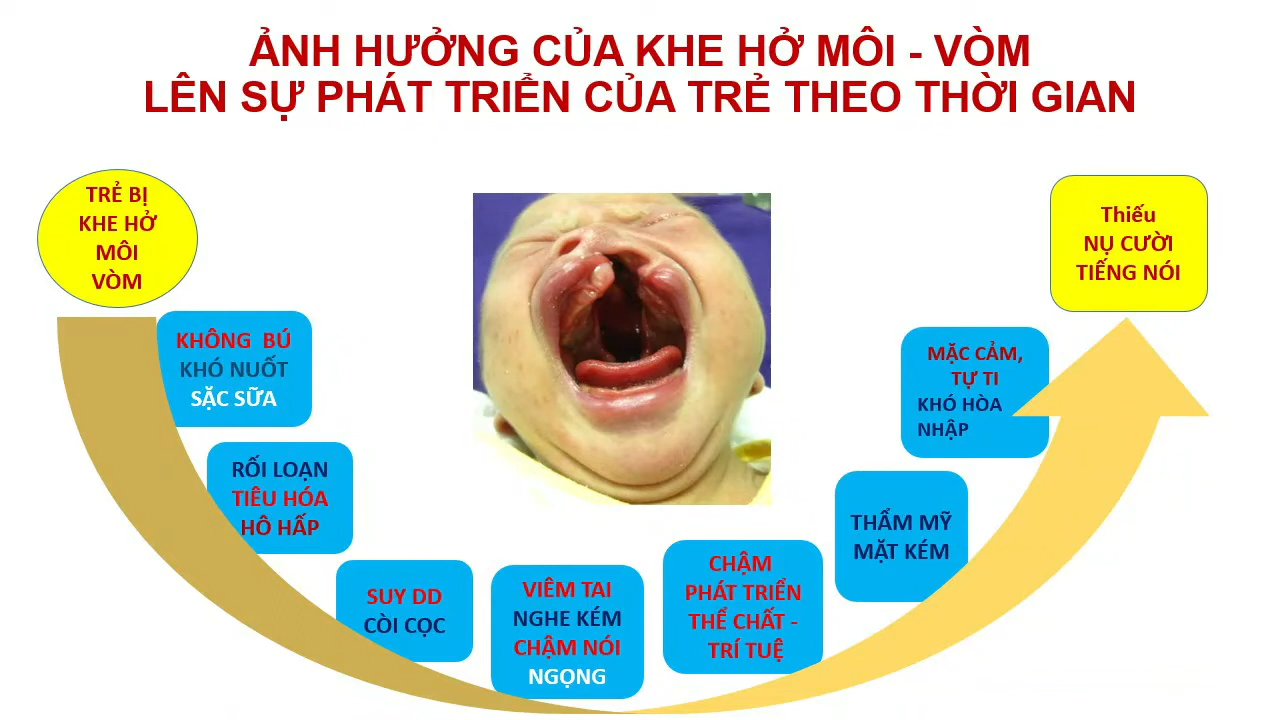 ẢNH HƯỞNG CỦA KHE HỞ MÔI - VÒM
LÊN SỰ PHÁT TRIỂN CỦA TRẺ THEO THỜI GIAN
TRẺ BỊ
KHE HỞ
MÔI
VÒM
KHÔNG BÚ
KHÓ NUỐT
SẶC SỮA
RỐI LOẠN
TIÊU HÓA
HÔ HẤP
SUY DD
CÒI CỌC
VIÊM TAI
NGHE KÉM
CHẬM NÓI
NGỌNG
CHẬM
PHÁT TRIỂN
THỂ CHẤT -
TRÍ TUỆ
THẨM MỸ
MẶT KÉM
MẶC CẢM,
TỰ TI
KHÓ HÒA
NHẬP
Thiếu
NỤ CƯỜI
TIẾNG NÓI